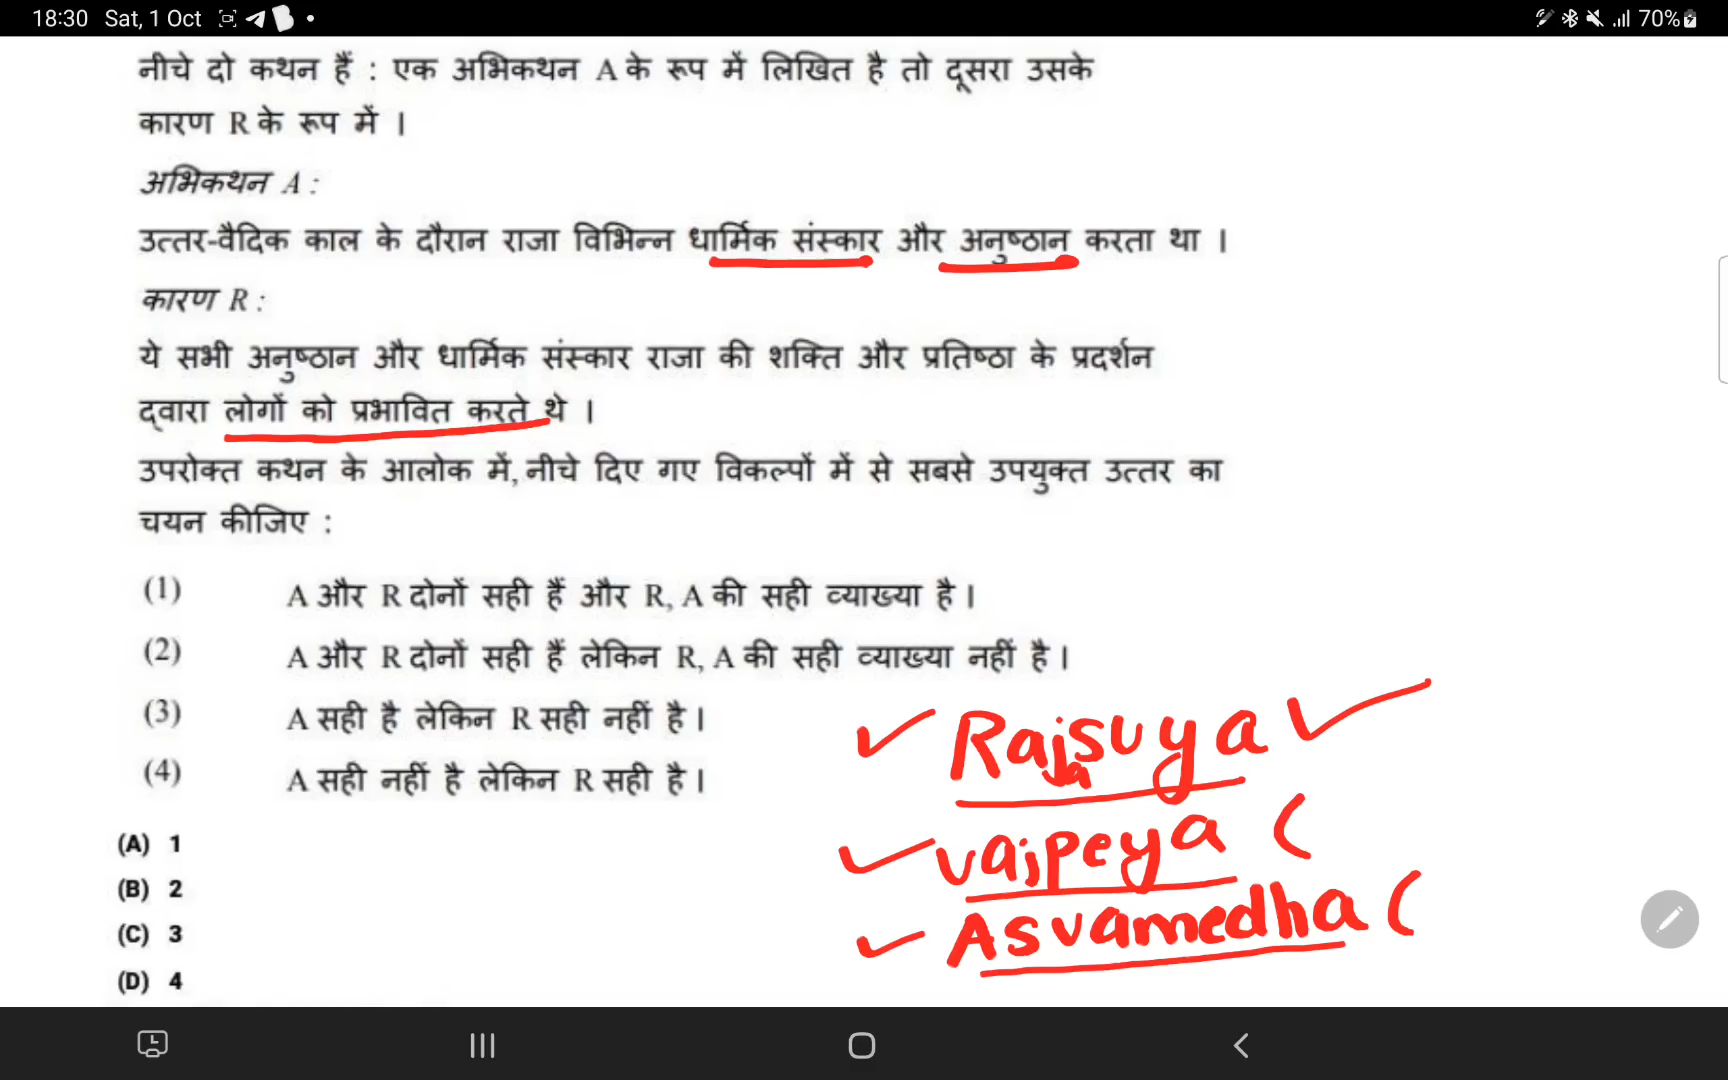 18:30 Sat, 1 Oct
70%
नीचे दो कथन हैं : एक अभिकथन A के रूप में लिखित है तो दूसरा उसके
कारण R के रूप में ।
अभिकथन A :
उत्तर-वैदिक काल के दौरान राजा विभिन्न धार्मिक संस्कार और अनुष्ठान करता था ।
कारण R :
ये सभी अनुष्ठान और धार्मिक संस्कार राजा की शक्ति और प्रतिष्ठा के प्रदर्शन
द्वारा लोगों को प्रभावित करते थे ।
उपरोक्त कथन के आलोक में, नीचे दिए गए विकल्पों में से सबसे उपयुक्त उत्तर का
चयन कीजिए :
(1) A और R दोनों सही हैं और R, A की सही व्याख्या है ।
(2) A और R दोनों सही हैं लेकिन R, A की सही व्याख्या नहीं है ।
(3) A सही है लेकिन R सही नहीं है ।
(4) A सही नहीं है लेकिन R सही है ।
Rajasuya
vajpeya (
Asvamedha (
(A) 1
(B) 2
(C) 3
(D) 4